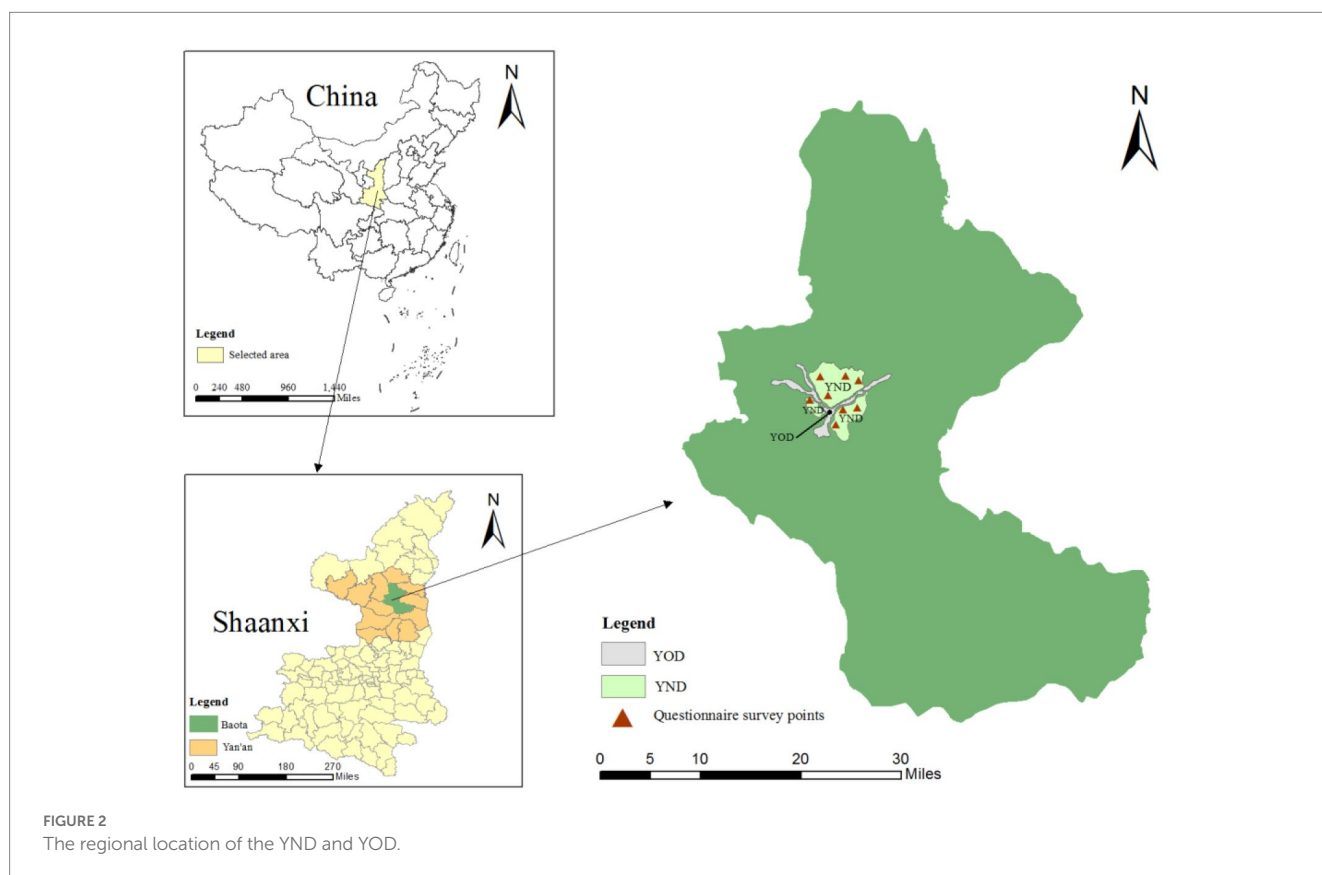 China
N
Legend
Selected area
0 240 480 960 1,440
Miles
Shaanxi
N
Legend
Baota
Yan'an
0 45 90 180 270
Miles
N
YND
YND
YND
YOD
Legend
YOD
YND
Questionnaire survey points
0 5 10 20 30
Miles
FIGURE 2
The regional location of the YND and YOD.